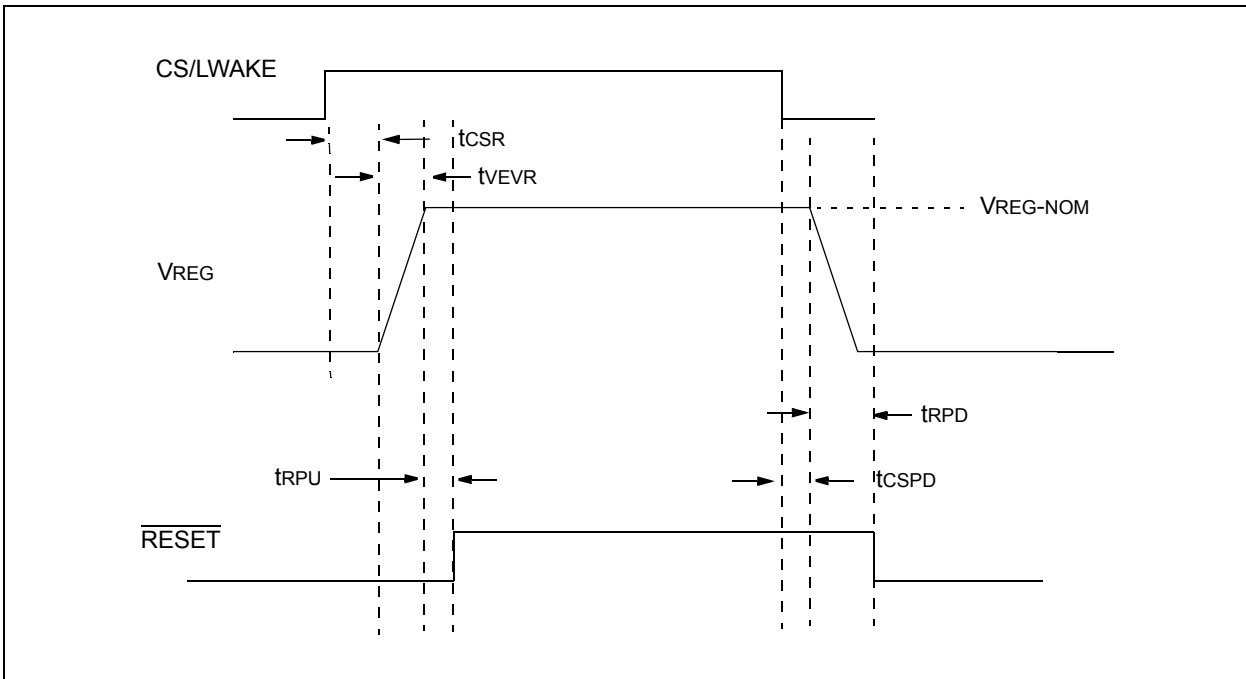 CS/LWAKE
tCSR
tVEVR
VREG-NOM
VREG
tRPD
tRPU
tCSPD
RESET